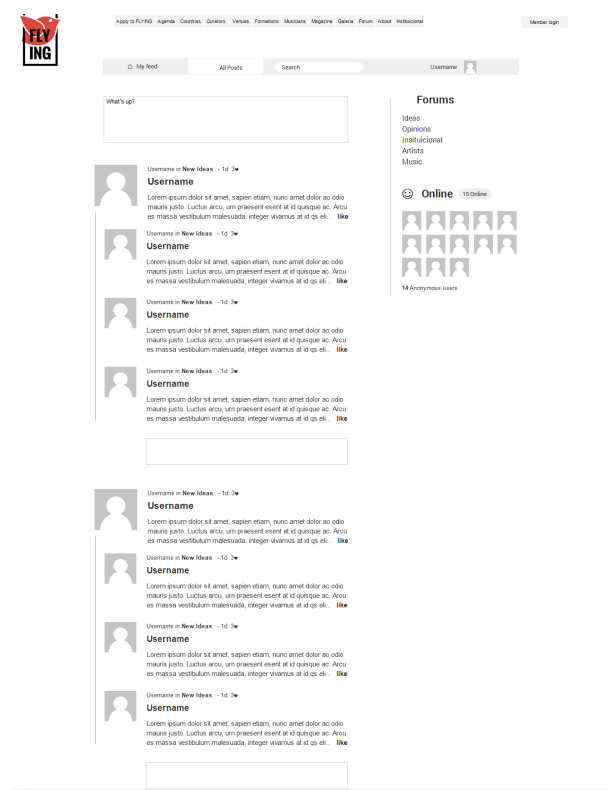 FLY
ING
Apply to FLYING Agenda Countries Curators Venues Formations Musicians Magazine Galeria Forum About Instituicional
Member login
My feed
All Posts
Search
Username
What's up?
Username in New Ideas - 1d 3♥
Username
Lorem ipsum dolor sit amet, sapien etiam, nunc amet dolor ac odio
mauris justo. Luctus arcu, urn praesent esent at id quisque ac. Arcu
es massa vestibulum malesuada, integer vivamus at id qs eli... like
Username in New Ideas - 1d 3♥
Username
Lorem ipsum dolor sit amet, sapien etiam, nunc amet dolor ac odio
mauris justo. Luctus arcu, urn praesent esent at id quisque ac. Arcu
es massa vestibulum malesuada, integer vivamus at id qs eli... like
Username in New Ideas - 1d 3♥
Username
Lorem ipsum dolor sit amet, sapien etiam, nunc amet dolor ac odio
mauris justo. Luctus arcu, urn praesent esent at id quisque ac. Arcu
es massa vestibulum malesuada, integer vivamus at id qs eli... like
Username in New Ideas - 1d 3♥
Username
Lorem ipsum dolor sit amet, sapien etiam, nunc amet dolor ac odio
mauris justo. Luctus arcu, urn praesent esent at id quisque ac. Arcu
es massa vestibulum malesuada, integer vivamus at id qs eli... like
Username in New Ideas - 1d 3♥
Username
Lorem ipsum dolor sit amet, sapien etiam, nunc amet dolor ac odio
mauris justo. Luctus arcu, urn praesent esent at id quisque ac. Arcu
es massa vestibulum malesuada, integer vivamus at id qs eli... like
Username in New Ideas - 1d 3♥
Username
Lorem ipsum dolor sit amet, sapien etiam, nunc amet dolor ac odio
mauris justo. Luctus arcu, urn praesent esent at id quisque ac. Arcu
es massa vestibulum malesuada, integer vivamus at id qs eli... like
Username in New Ideas - 1d 3♥
Username
Lorem ipsum dolor sit amet, sapien etiam, nunc amet dolor ac odio
mauris justo. Luctus arcu, urn praesent esent at id quisque ac. Arcu
es massa vestibulum malesuada, integer vivamus at id qs eli... like
Username in New Ideas - 1d 3♥
Username
Lorem ipsum dolor sit amet, sapien etiam, nunc amet dolor ac odio
mauris justo. Luctus arcu, urn praesent esent at id quisque ac. Arcu
es massa vestibulum malesuada, integer vivamus at id qs eli... like
Forums
Ideas
Opinions
Insituicional
Artists
Music
Online 15 Online
14 Anonymous users